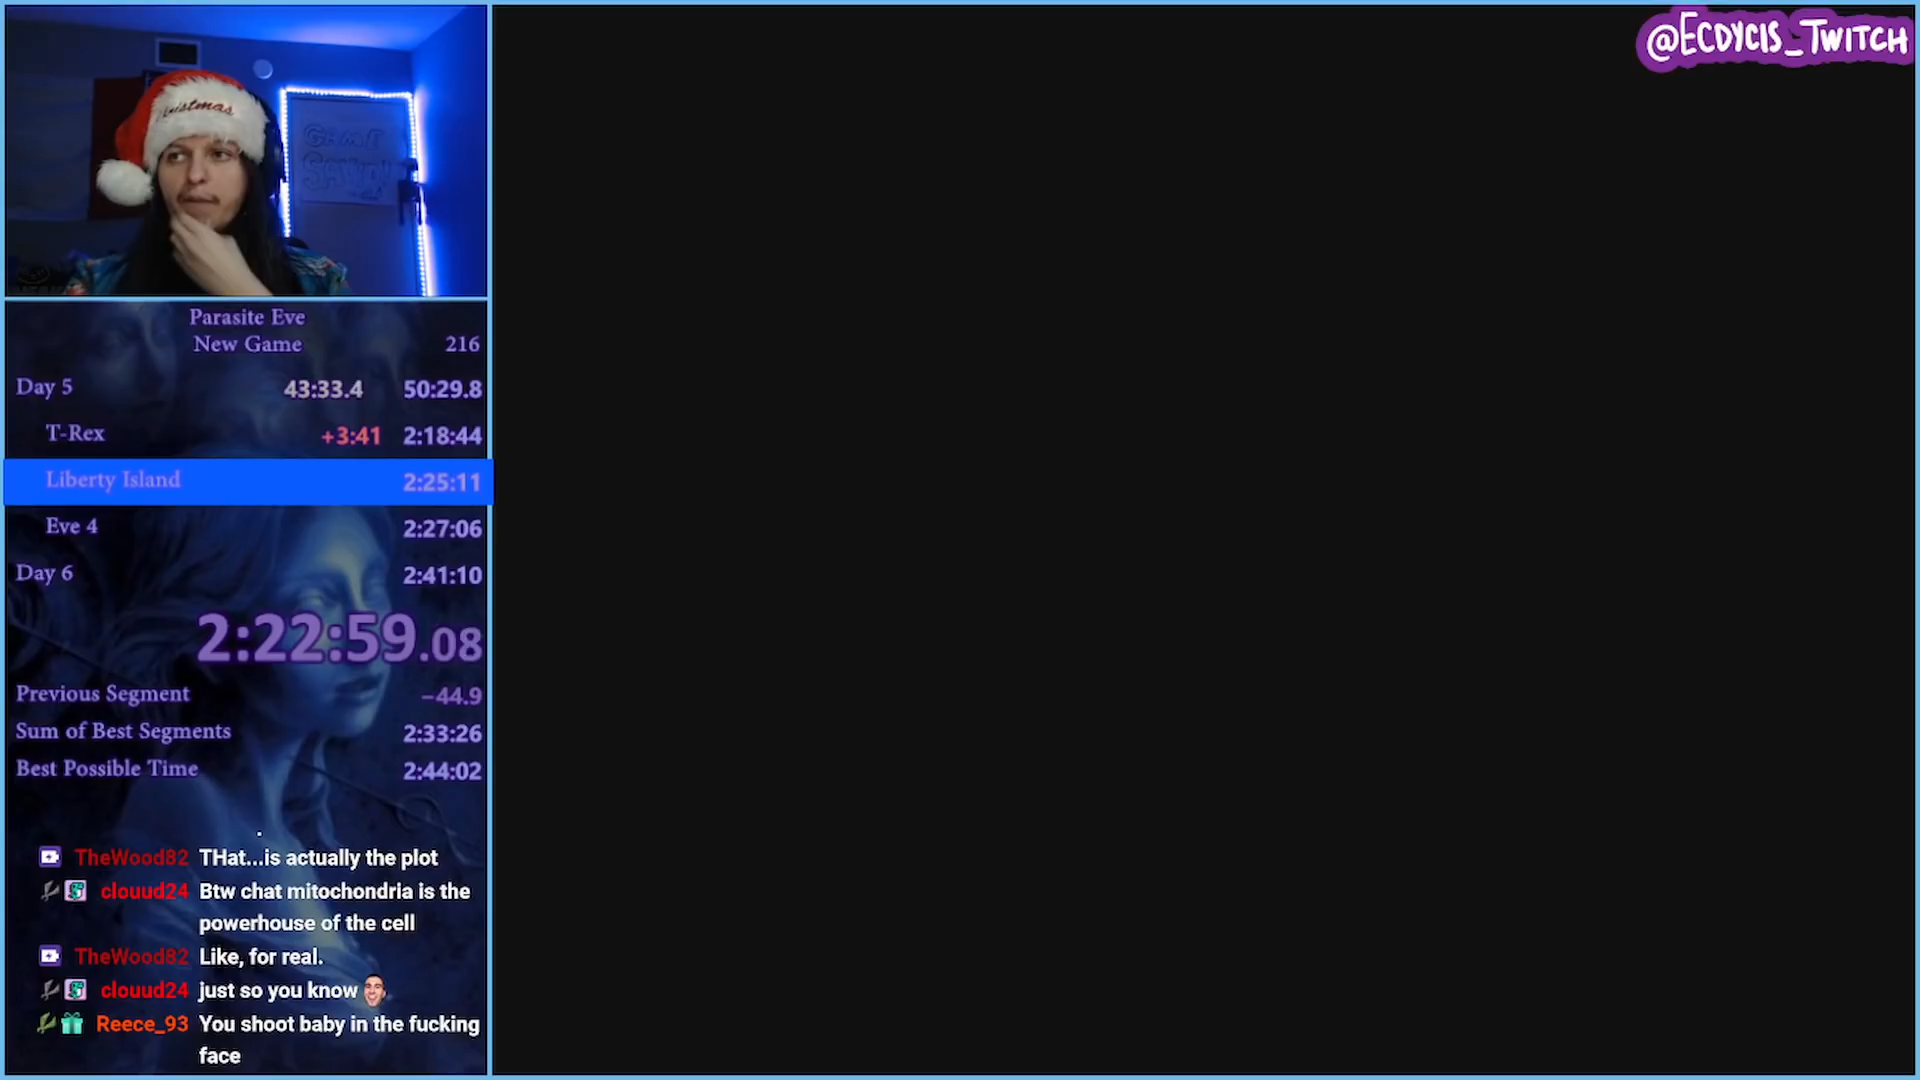 @ECDYCIS_TWITCH
Christmas
GAME
Parasite Eve
New Game 216
Day 5 43:33.4 50:29.8
T-Rex +3:41 2:18:44
Liberty Island 2:25:11
Eve 4 2:27:06
Day 6 2:41:10
2:22:59.08
Previous Segment −44.9
Sum of Best Segments 2:33:26
Best Possible Time 2:44:02
.
TheWood82 THat...is actually the plot
clouud24 Btw chat mitochondria is the
powerhouse of the cell
TheWood82 Like, for real.
clouud24 just so you know
Reece_93 You shoot baby in the fucking
face